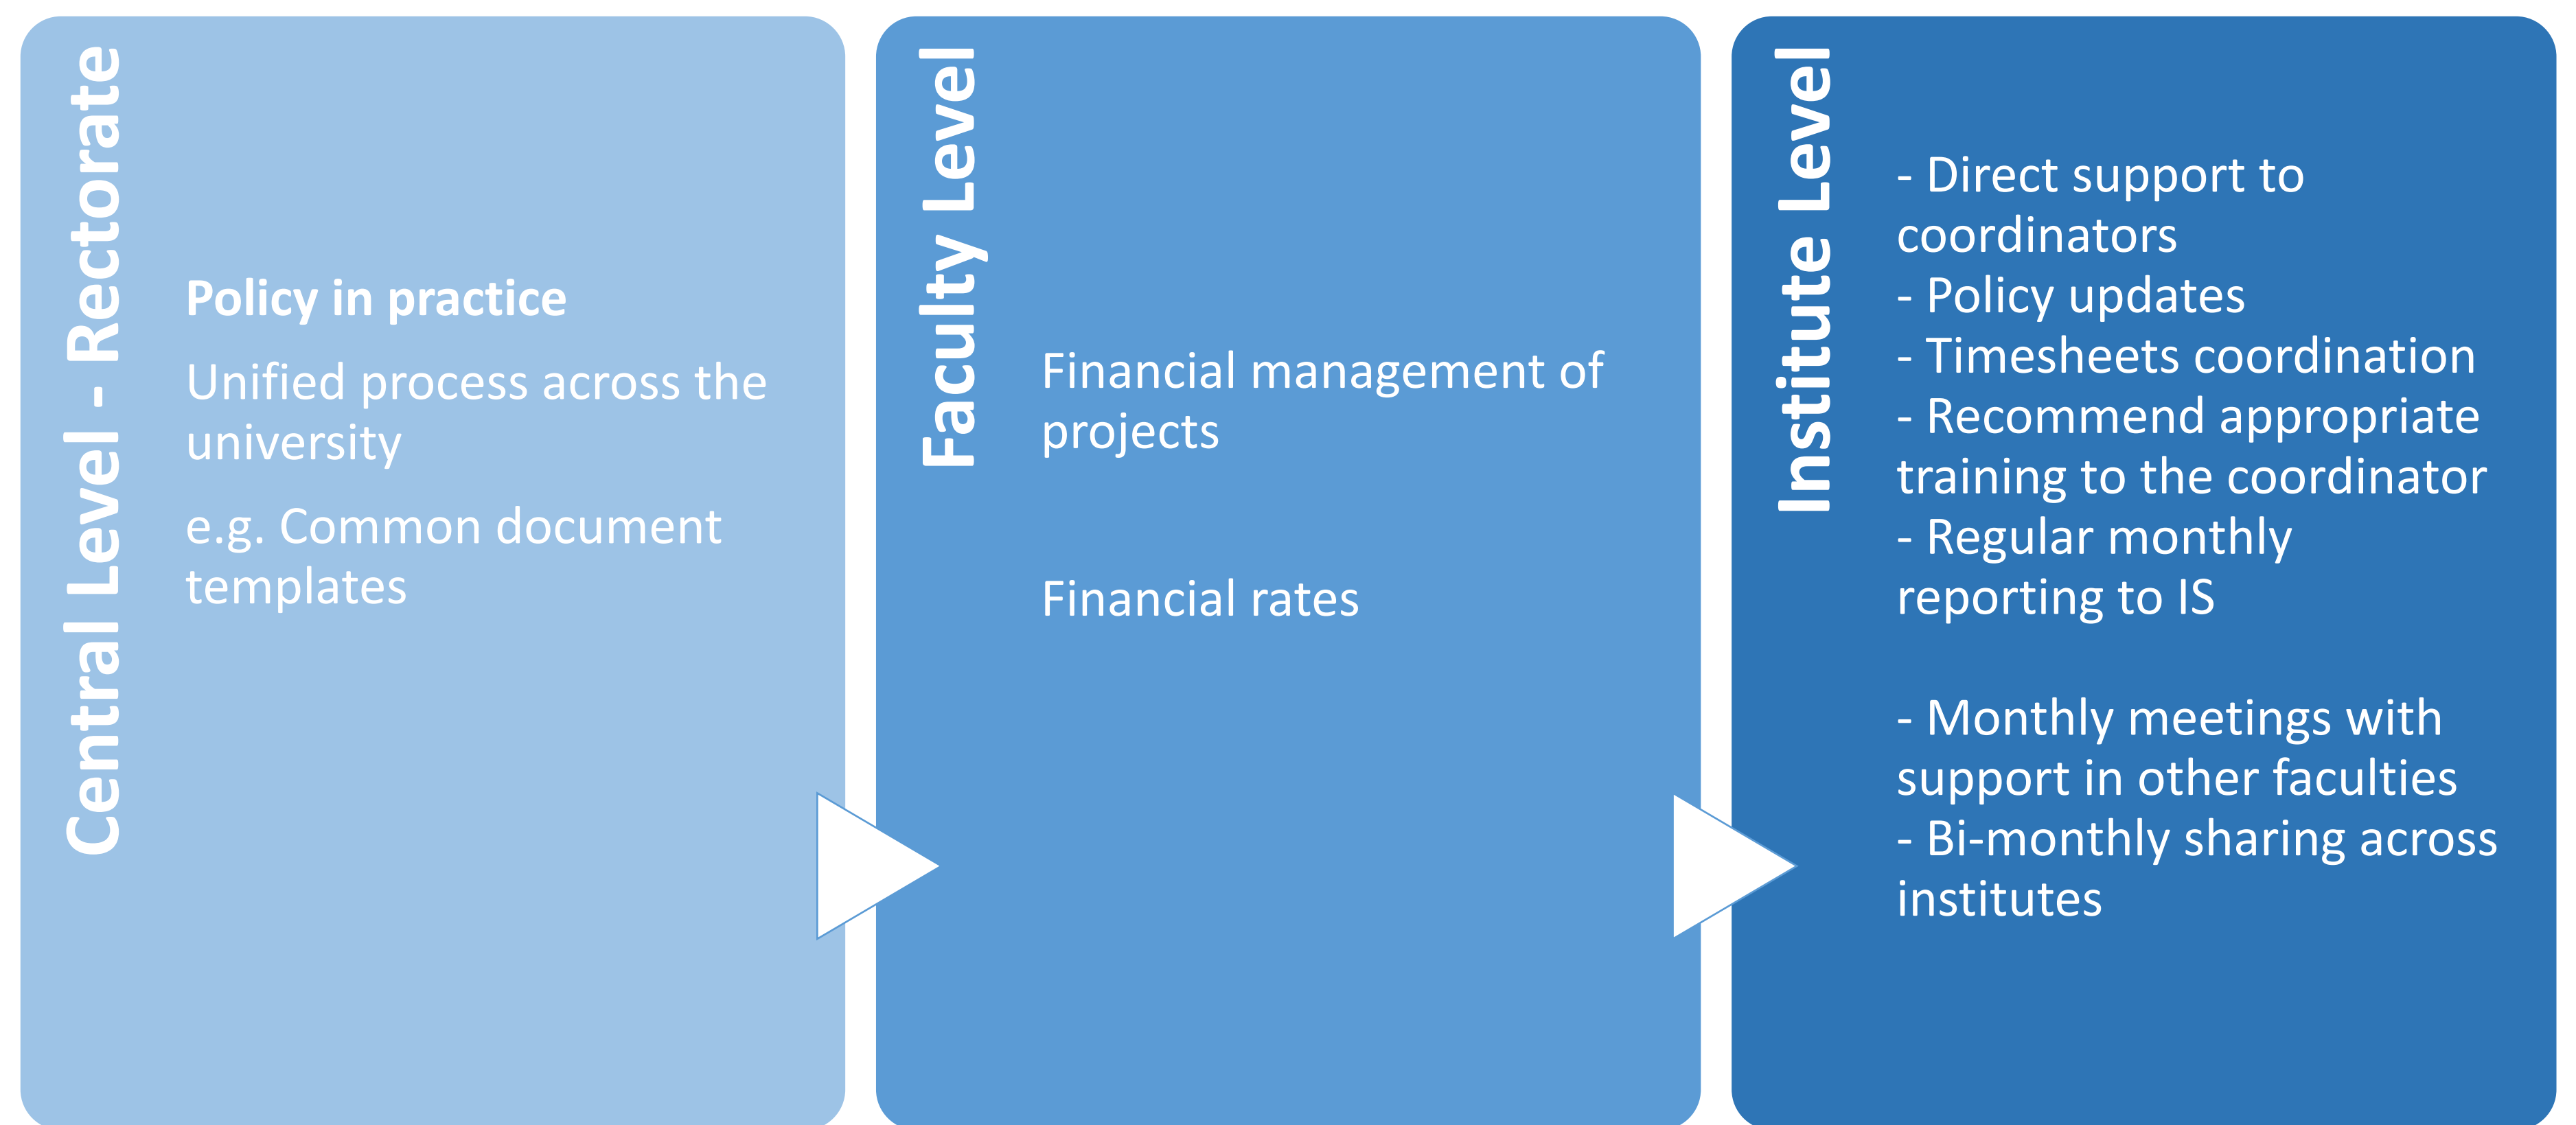 Central Level - Rectorate
Policy in practice
Unified process across the
university
e.g. Common document
templates
Faculty Level
Financial management of
projects
Financial rates
Institute Level
- Direct support to
coordinators
- Policy updates
- Timesheets coordination
- Recommend appropriate
training to the coordinator
- Regular monthly
reporting to IS
- Monthly meetings with
support in other faculties
- Bi-monthly sharing across
institutes